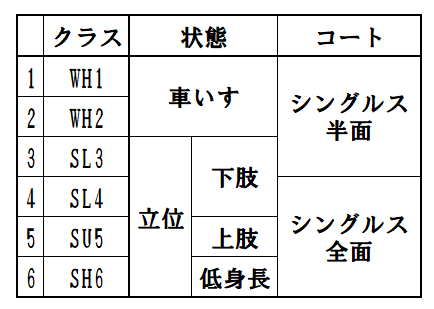 クラス 状態 コート
1 WH1 車いす シングルス
半面
2 WH2
3 SL3 立位 下肢
4 SL4 シングルス
全面
5 SU5 上肢
6 SH6 低身長